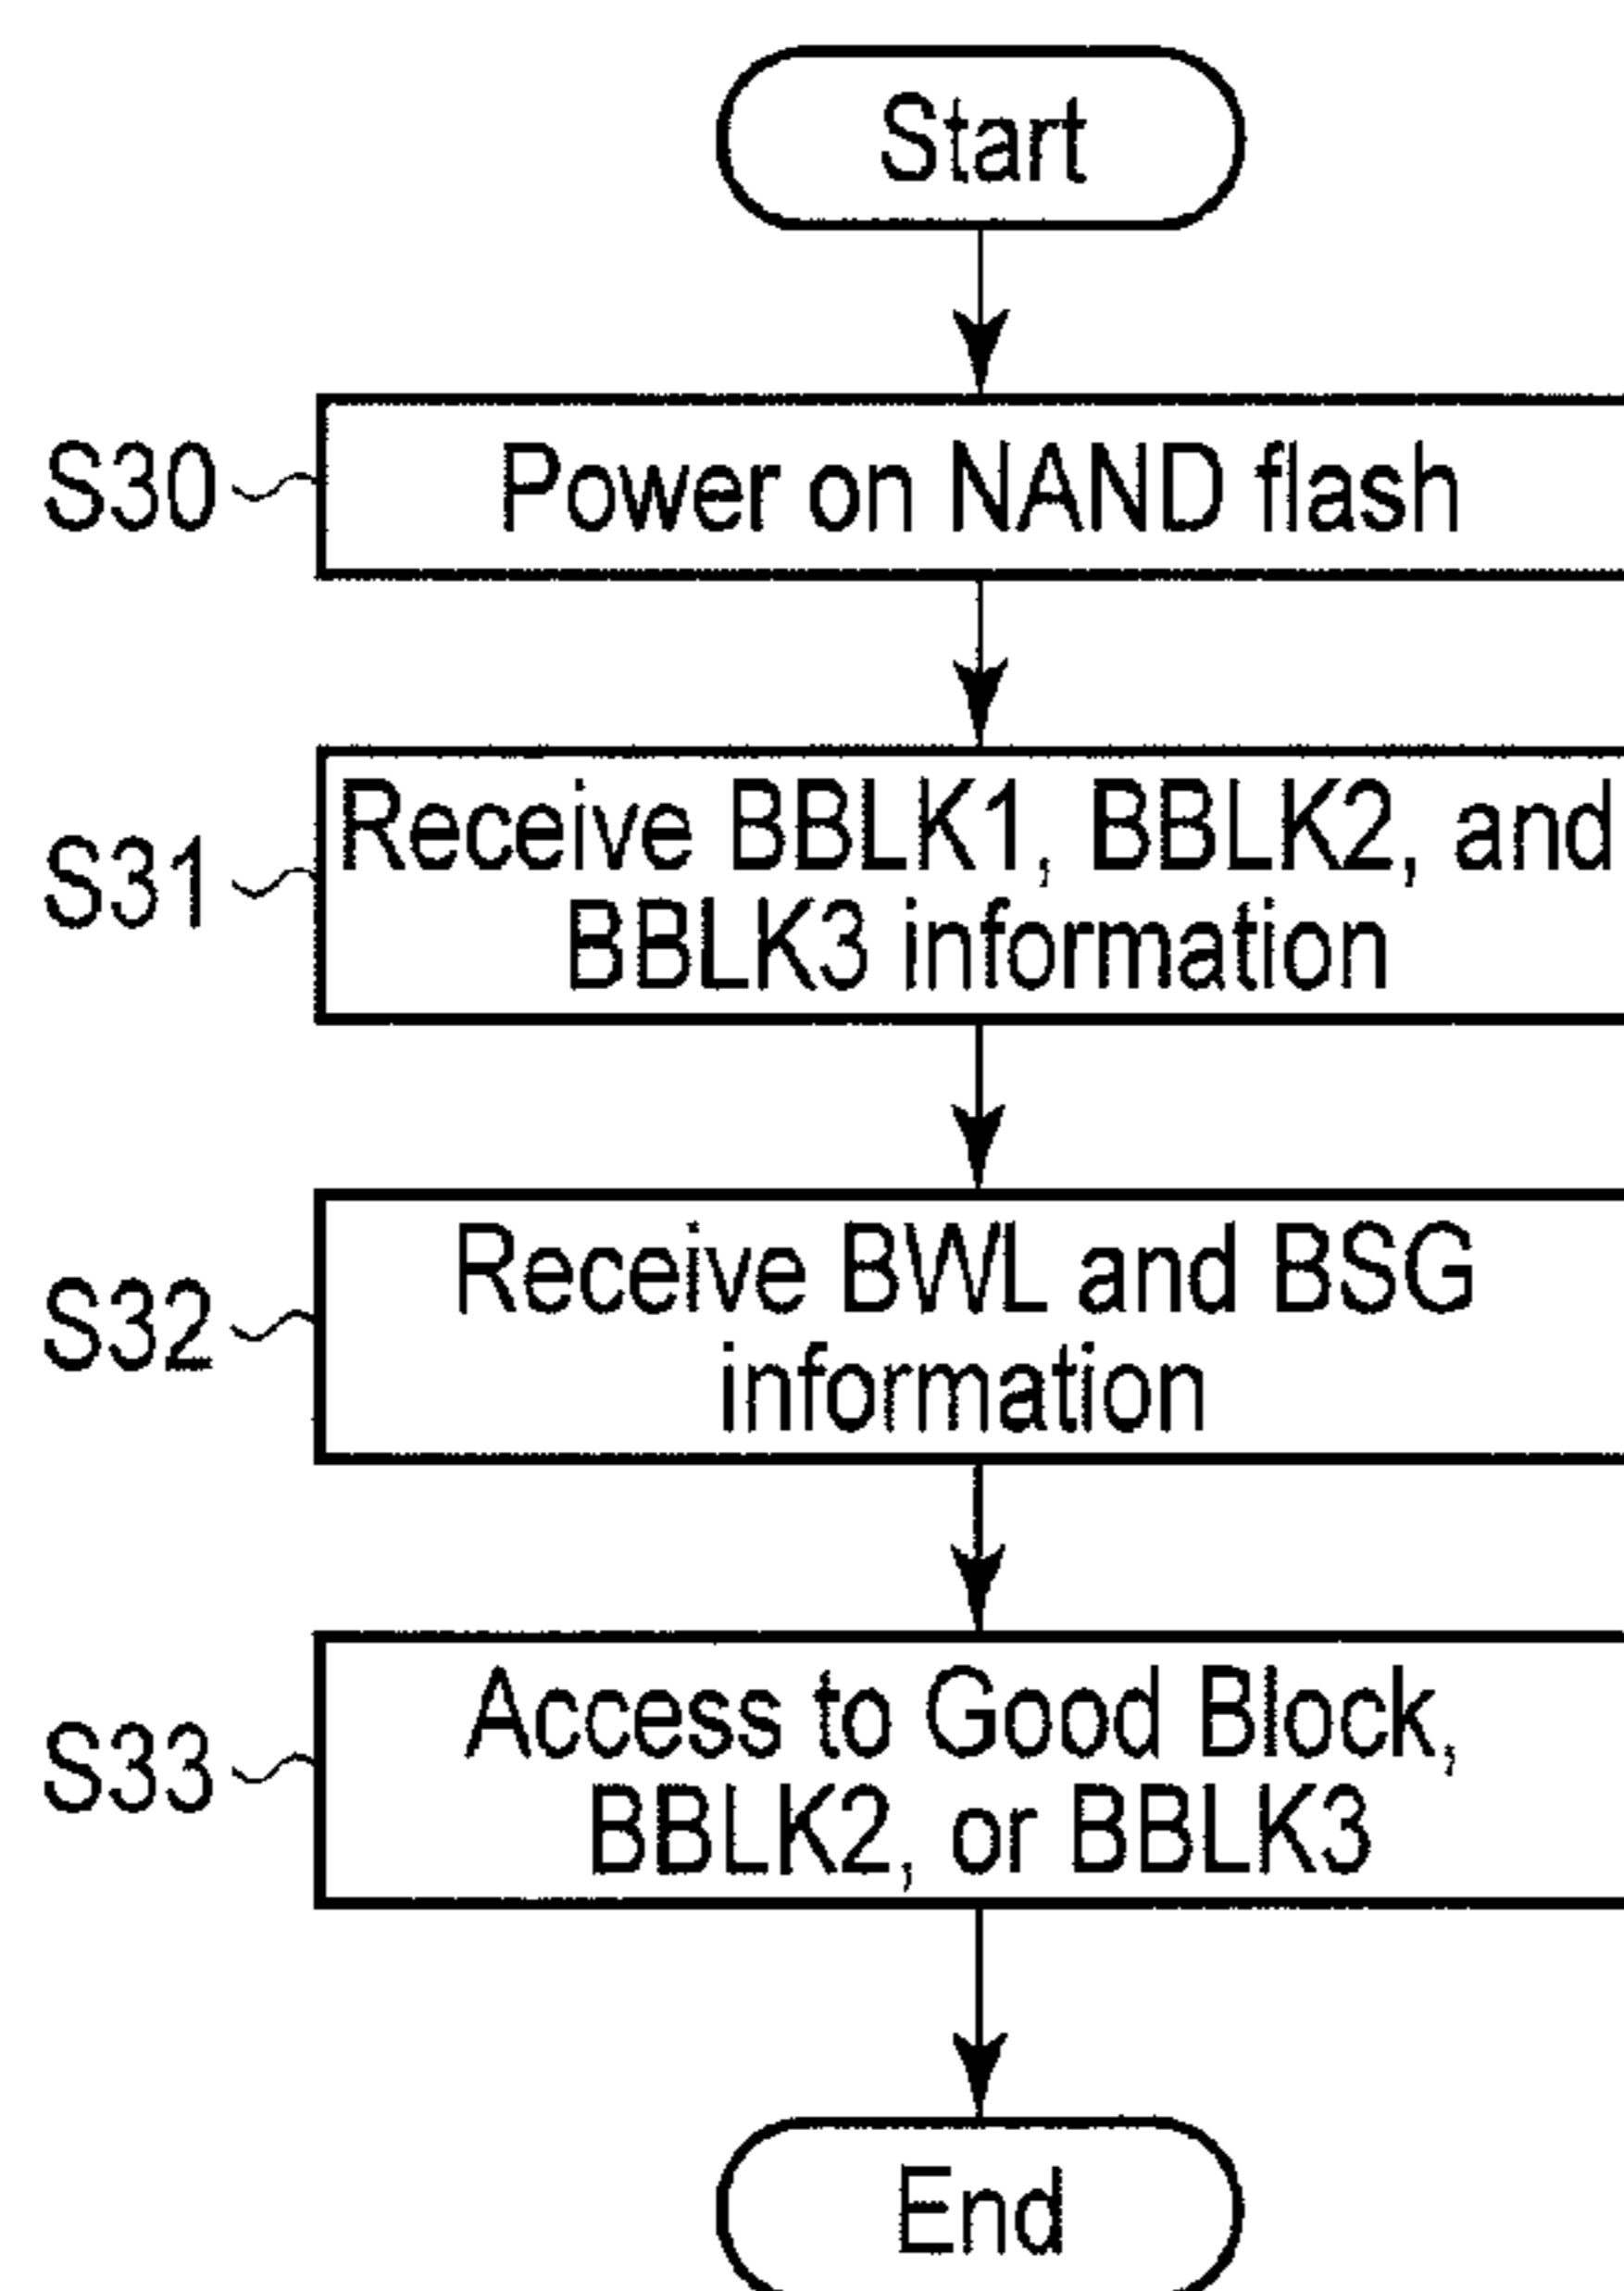 Start
S30
Power on NAND flash
S31
Receive BBLK1, BBLK2, and
BBLK3 information
S32
Receive BWL and BSG
information
S33
Access to Good Block,
BBLK2, or BBLK3
End